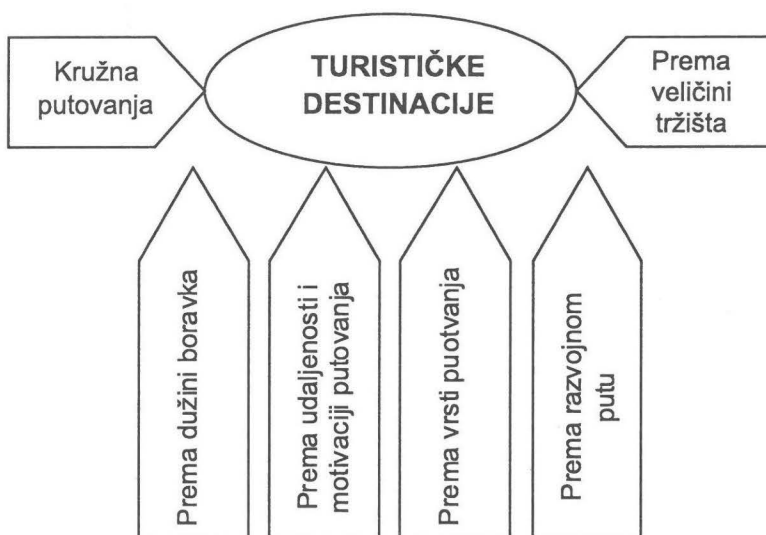 Kružna
putovanja
TURISTIČKE
DESTINACIJE
Prema
veličini
tržišta
Prema dužini boravka
Prema udaljenosti i
motivaciji putovanja
Prema vrsti puotvanja
Prema razvojnom
putu